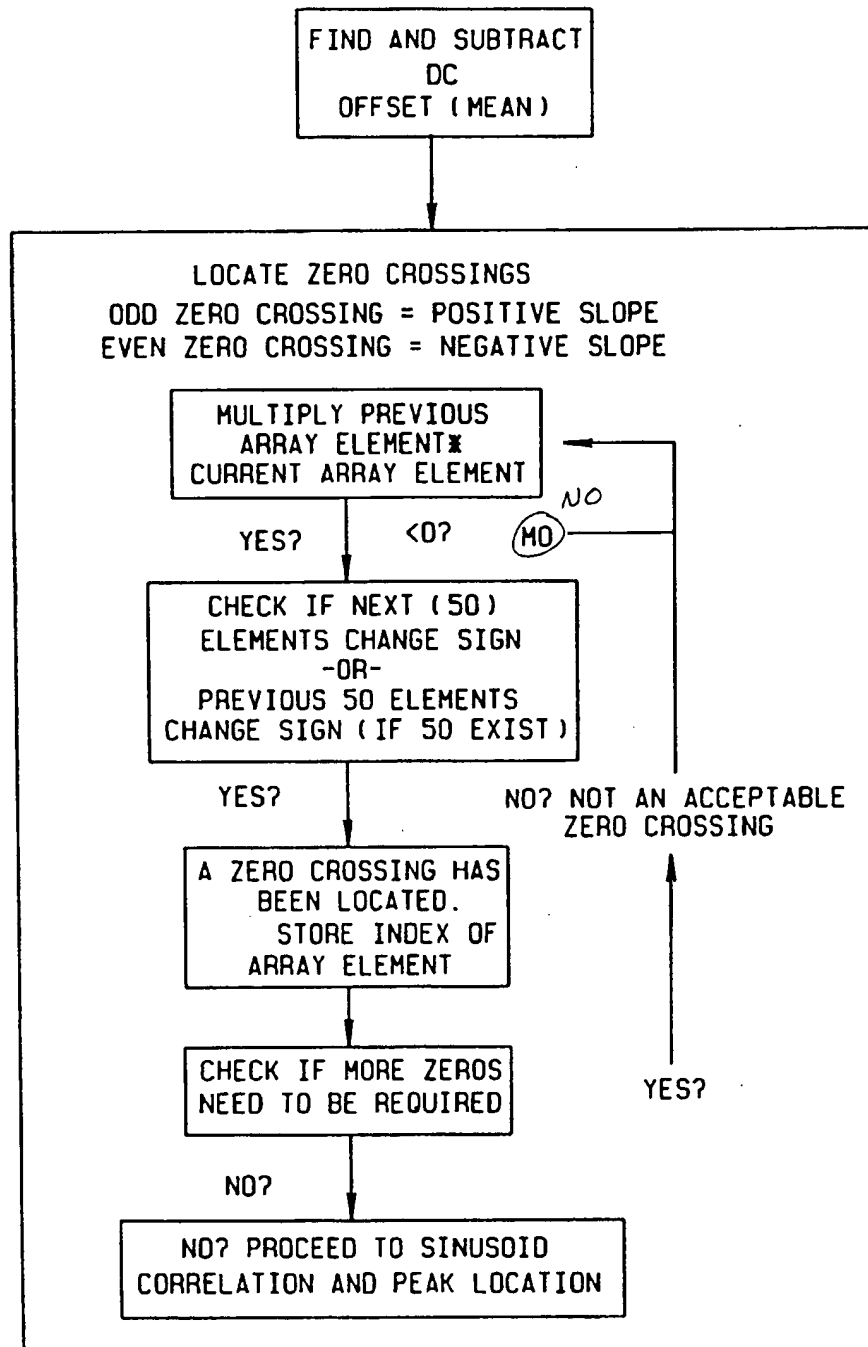 FIND AND SUBTRACT
DC
OFFSET (MEAN)
LOCATE ZERO CROSSINGS
ODD ZERO CROSSING = POSITIVE SLOPE
EVEN ZERO CROSSING = NEGATIVE SLOPE
MULTIPLY PREVIOUS
ARRAY ELEMENT*
CURRENT ARRAY ELEMENT
YES?
<0?
MO
NO
CHECK IF NEXT (50)
ELEMENTS CHANGE SIGN
-OR-
PREVIOUS 50 ELEMENTS
CHANGE SIGN (IF 50 EXIST)
YES?
NO? NOT AN ACCEPTABLE
ZERO CROSSING
A ZERO CROSSING HAS
BEEN LOCATED.
STORE INDEX OF
ARRAY ELEMENT
CHECK IF MORE ZEROS
NEED TO BE REQUIRED
YES?
NO?
NO? PROCEED TO SINUSOID
CORRELATION AND PEAK LOCATION